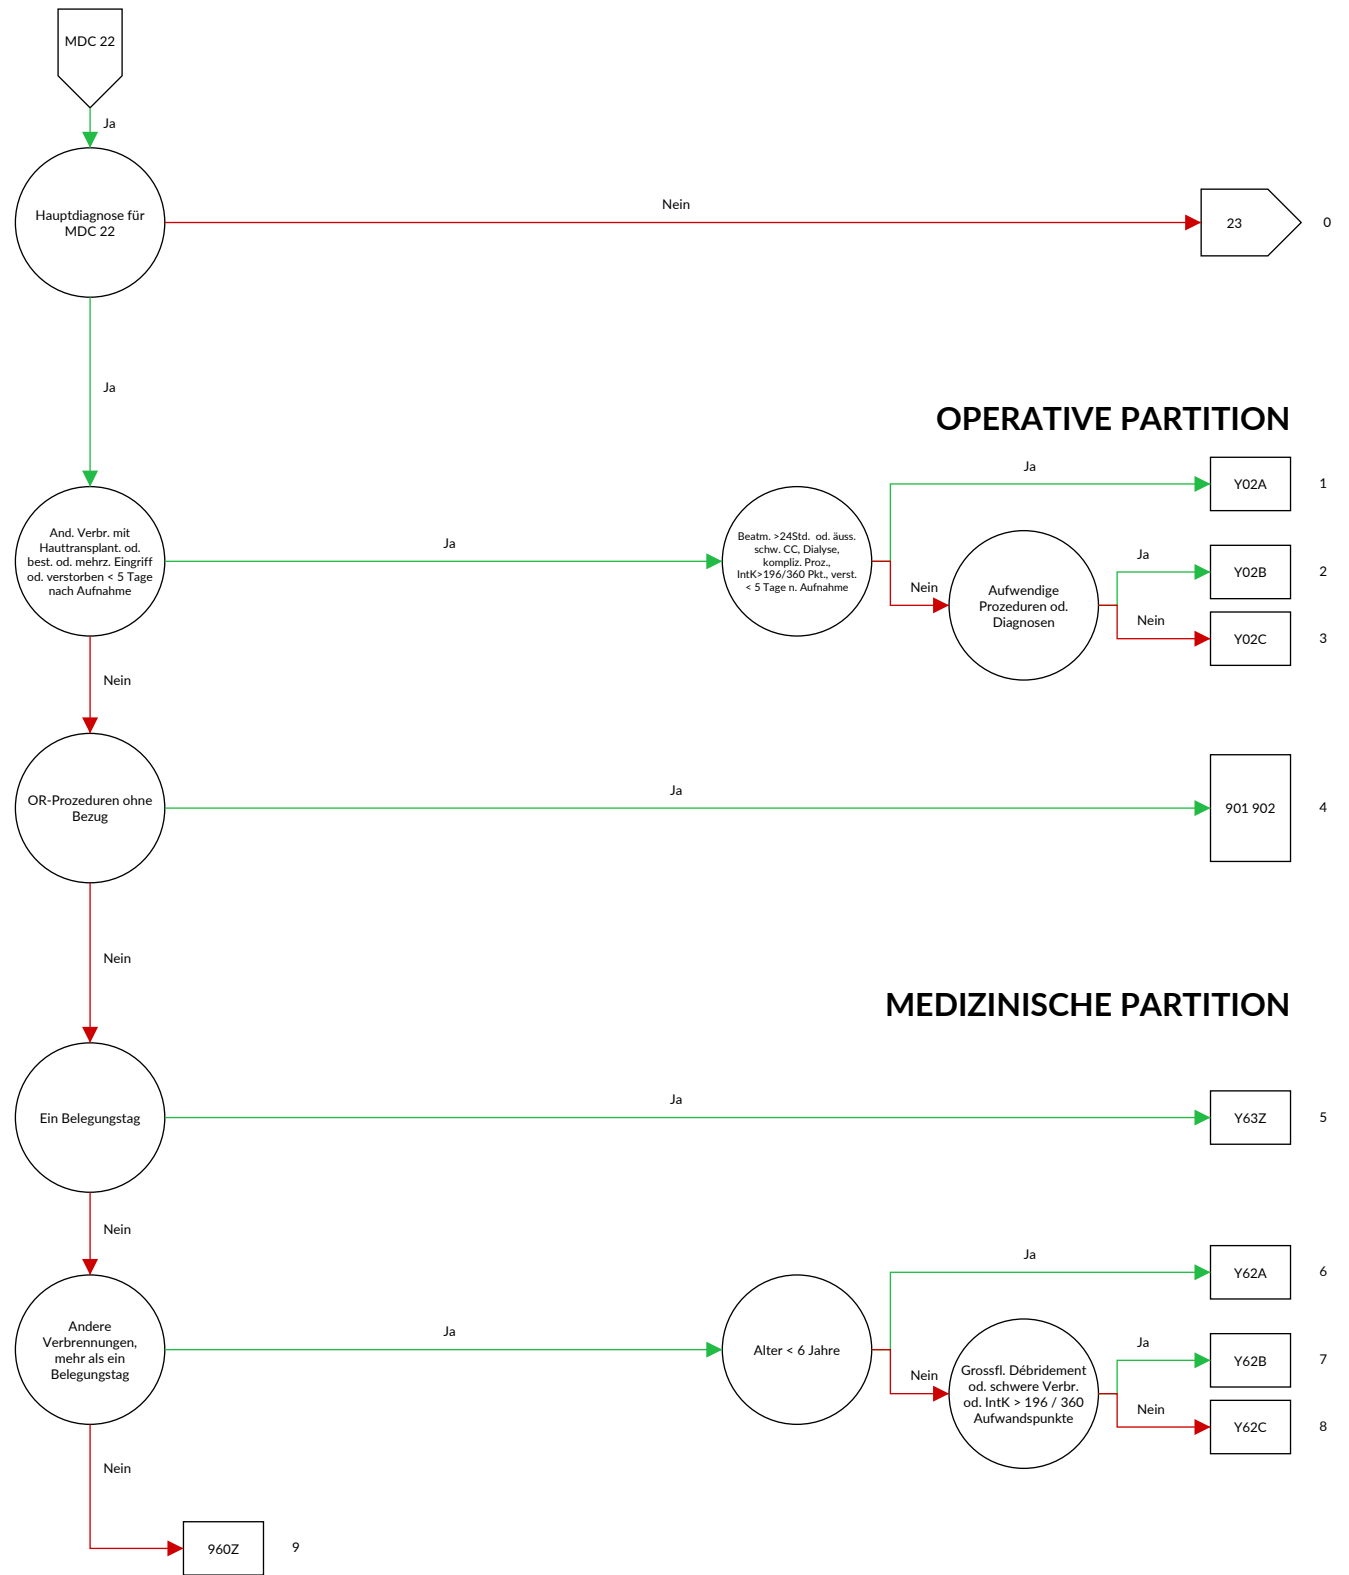 MDC 22
Ja
Hauptdiagnose für
MDC 22
Nein
23
0
Ja
OPERATIVE PARTITION
And. Verbr. mit
Hauttransplant. od.
best. od. mehrz. Eingriff
od. verstorben < 5 Tage
nach Aufnahme
Ja
Beatm. >24Std. od. äuss.
schw. CC, Dialyse,
kompliz. Proz.,
IntK>196/360 Pkt., verst.
< 5 Tage n. Aufnahme
Ja
Y02A
1
Nein
Aufwendige
Prozeduren od.
Diagnosen
Ja
Y02B
2
Nein
Y02C
3
Nein
OR-Prozeduren ohne
Bezug
Ja
901 902
4
Nein
MEDIZINISCHE PARTITION
Ein Belegungstag
Ja
Y63Z
5
Nein
Andere
Verbrennungen,
mehr als ein
Belegungstag
Ja
Alter < 6 Jahre
Ja
Y62A
6
Nein
Grossfl. Débridement
od. schwere Verbr.
od. IntK > 196 / 360
Aufwandspunkte
Ja
Y62B
7
Nein
Y62C
8
Nein
960Z
9